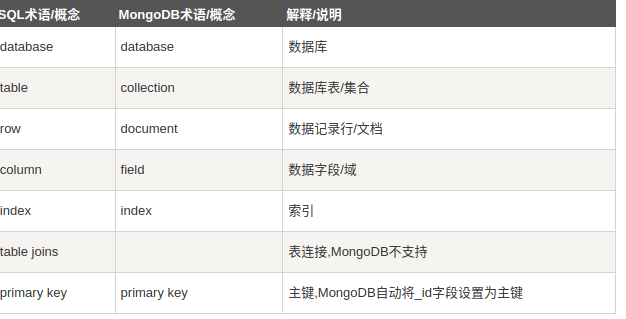 SQL术语/概念 MongoDB术语/概念 解释/说明
database database 数据库
table collection 数据库表/集合
row document 数据记录行/文档
column field 数据字段/域
index index 索引
table joins 表连接,MongoDB不支持
primary key primary key 主键,MongoDB自动将_id字段设置为主键